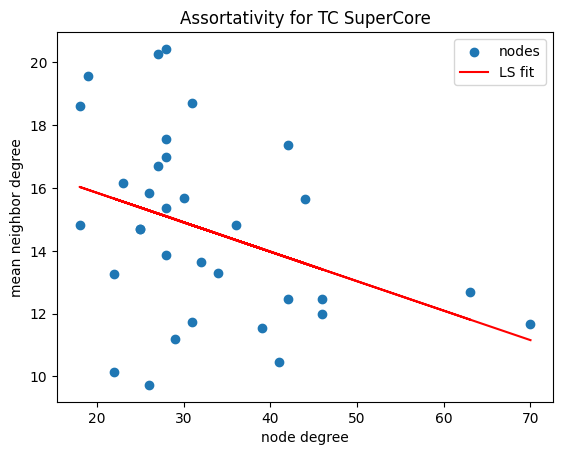 Assortativity for TC SuperCore
nodes
LS fit
mean neighbor degree
20
18
16
14
12
10
20 30 40 50 60 70
node degree